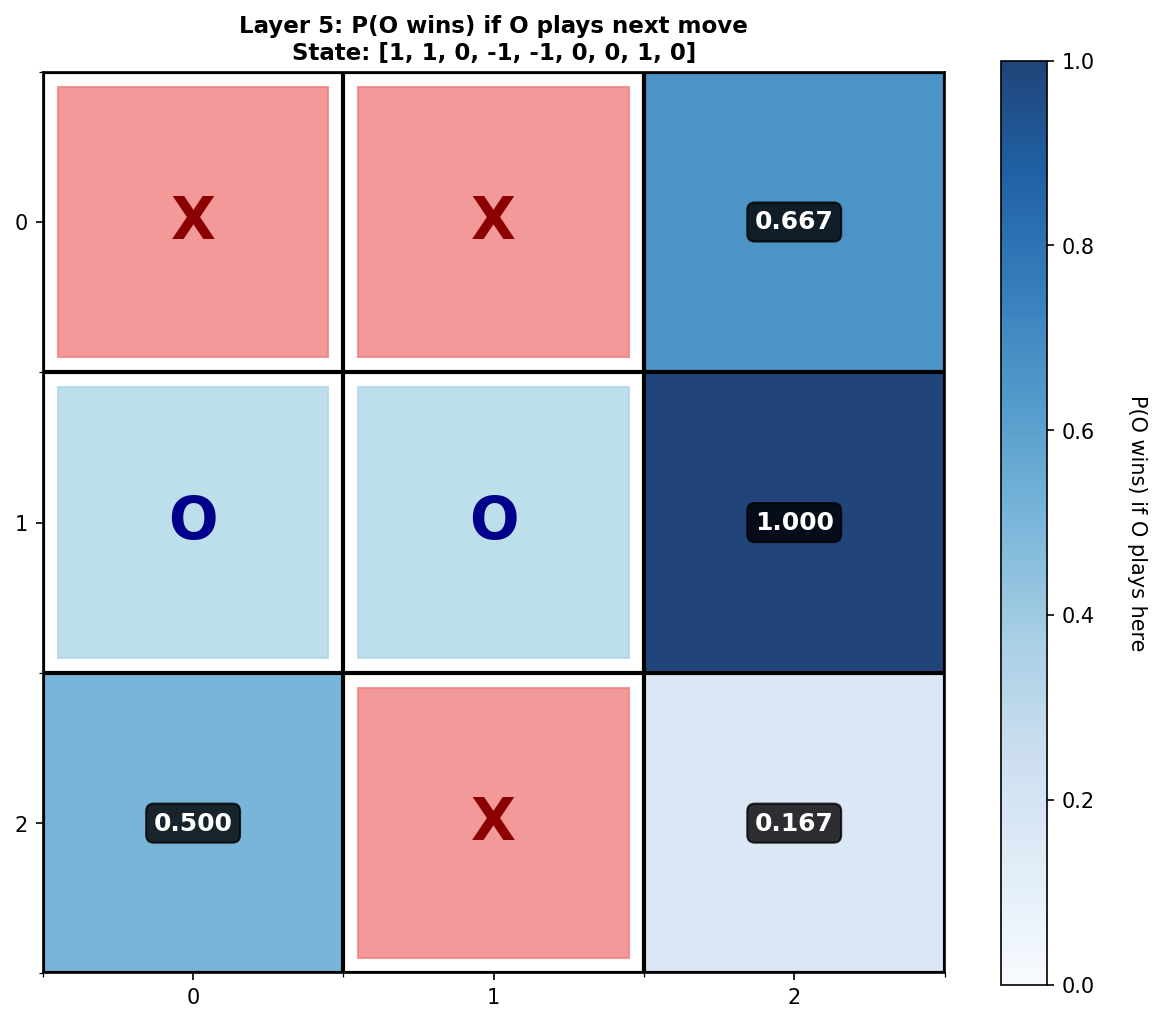 Layer 5: P(O wins) if O plays next move
State: [1, 1, 0, -1, -1, 0, 0, 1, 0]
0
X
X
0.667
1
O
O
1.000
2
0.500
X
0.167
0
1
2
1.0
0.8
0.6
0.4
0.2
0.0
P(O wins) if O plays here